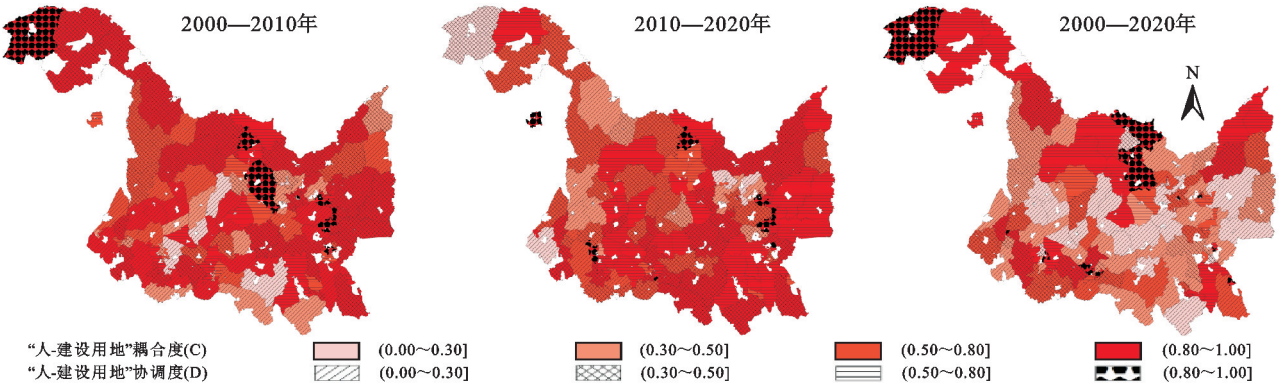 2000—2010年
2010—2020年
2000—2020年
N
“人-建设用地”耦合度(C) (0.00～0.30] (0.30～0.50] (0.50～0.80] (0.80～1.00]
“人-建设用地”协调度(D) (0.00～0.30] (0.30～0.50] (0.50～0.80] (0.80～1.00]